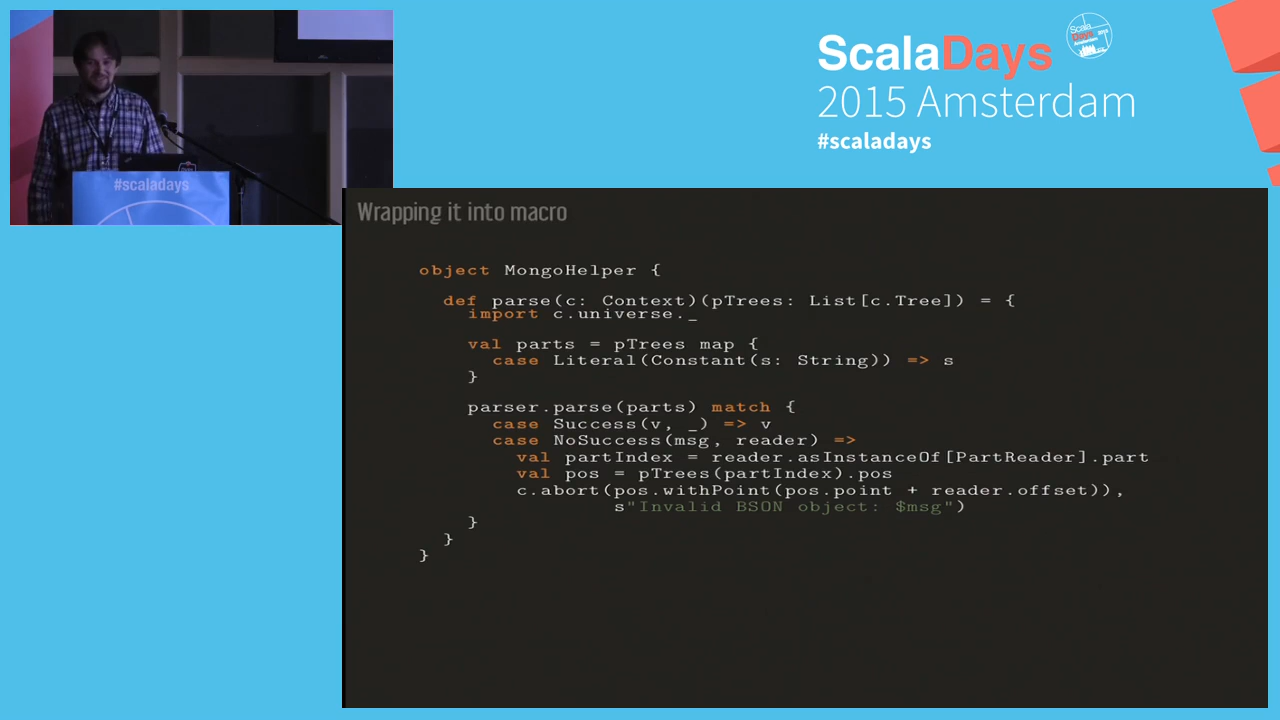 ScalaDays
2015 Amsterdam
#scaladays
#scaladays
Wrapping it into macro
object MongoHelper {
def parse(c: Context)(pTrees: List[c.Tree]) = {
import c.universe._
val parts = pTrees map {
case Literal(Constant(s: String)) => s
}
parser.parse(parts) match {
case Success(v, _) => v
case NoSuccess(msg, reader) =>
val partIndex = reader.asInstanceOf[PartReader].part
val pos = pTrees(partIndex).pos
c.abort(pos.withPoint(pos.point + reader.offset)),
s"Invalid BSON object: $msg")
}
}
}